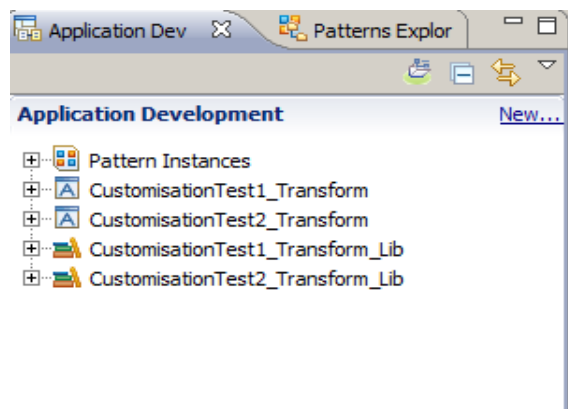 Application Dev Patterns Explor
Application Development New...
Pattern Instances
CustomisationTest1_Transform
CustomisationTest2_Transform
CustomisationTest1_Transform_Lib
CustomisationTest2_Transform_Lib